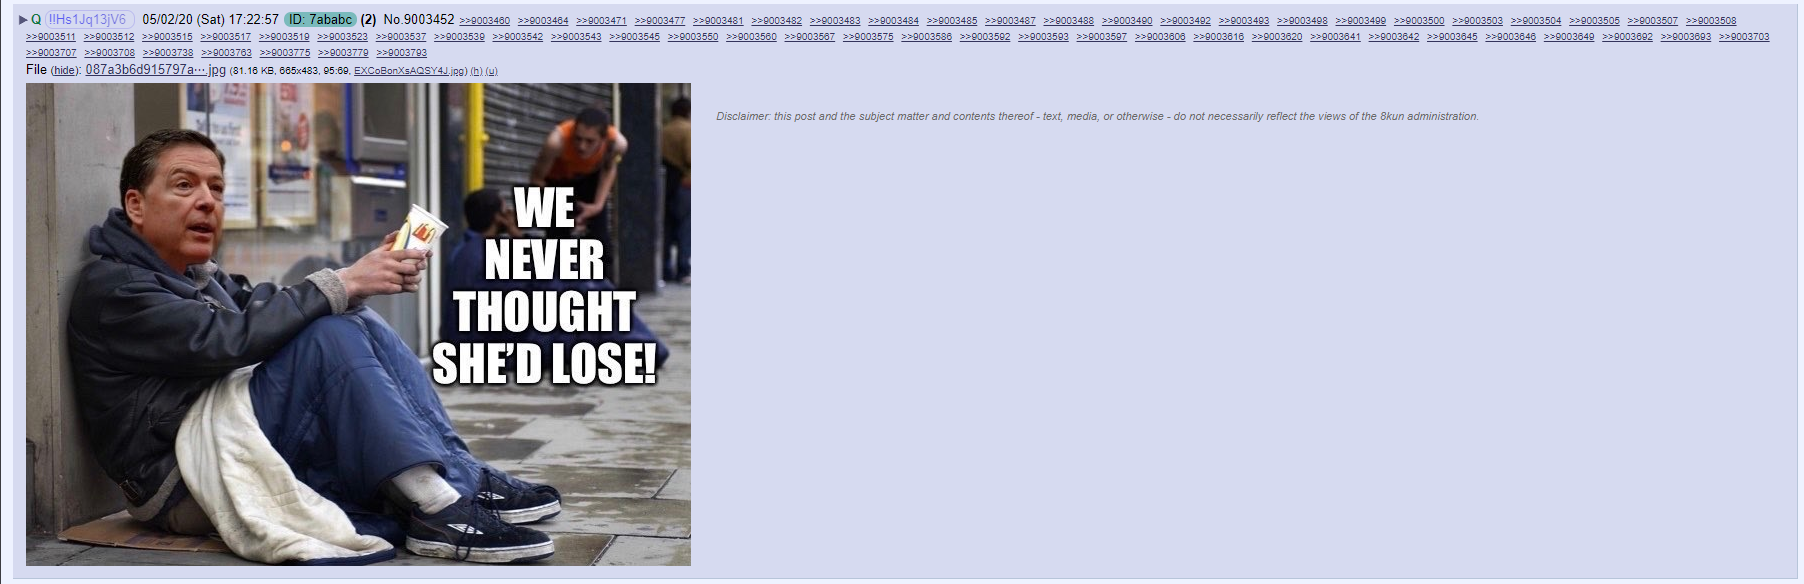 ▶ Q !!Hs1Jq13jV6 05/02/20 (Sat) 17:22:57 ID: 7ababc (2) No.9003452 >>9003460 >>9003464 >>9003471 >>9003477 >>9003481 >>9003482 >>9003483 >>9003484 >>9003485 >>9003487 >>9003488 >>9003490 >>9003492 >>9003493 >>9003498 >>9003499 >>9003500 >>9003503 >>9003504 >>9003505 >>9003507 >>9003508
>>9003511 >>9003512 >>9003515 >>9003517 >>9003519 >>9003523 >>9003537 >>9003539 >>9003542 >>9003543 >>9003545 >>9003550 >>9003560 >>9003567 >>9003575 >>9003586 >>9003592 >>9003593 >>9003597 >>9003606 >>9003616 >>9003620 >>9003641 >>9003642 >>9003645 >>9003646 >>9003649 >>9003692 >>9003693 >>9003703
>>9003707 >>9003708 >>9003738 >>9003763 >>9003775 >>9003779 >>9003793
File (hide): 087a3b6d915797a⋯.jpg (81.16 KB, 665x483, 95:69, EXCoBonXsAQSY4J.jpg) (h) (u)
Disclaimer: this post and the subject matter and contents thereof - text, media, or otherwise - do not necessarily reflect the views of the 8kun administration.
WE
NEVER
THOUGHT
SHE'D LOSE!